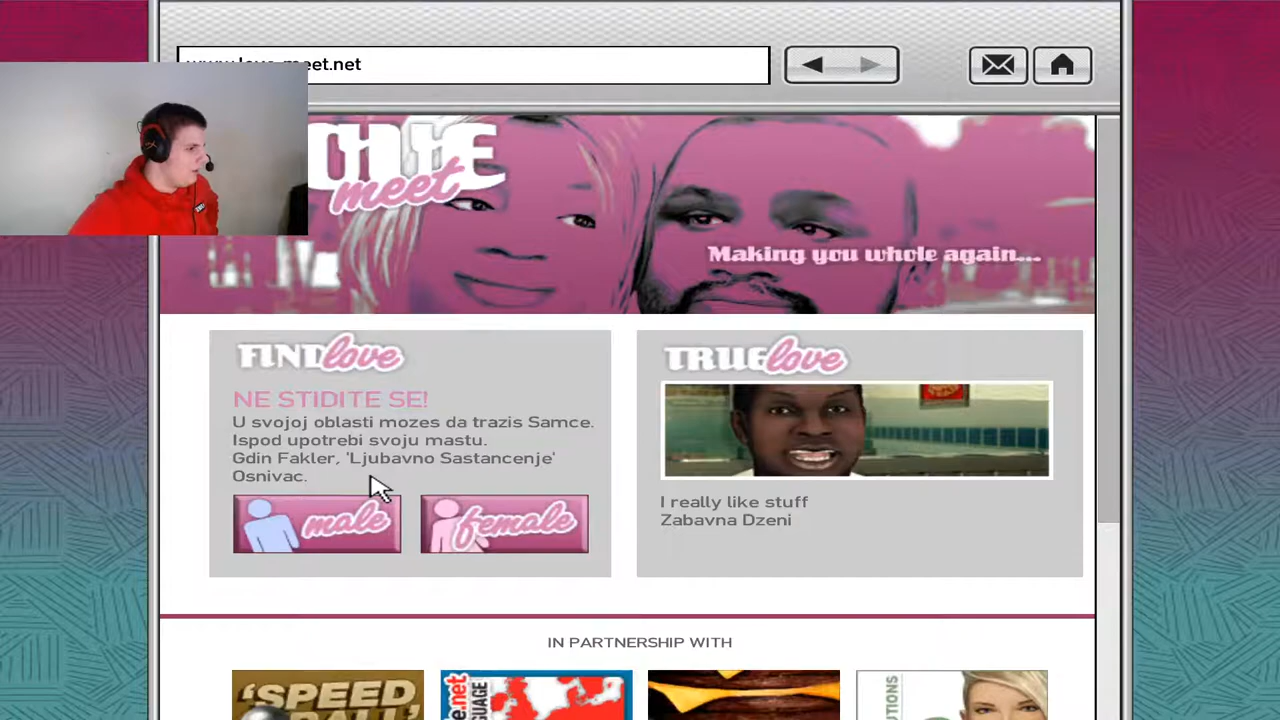 meet.net
meet
Making you whole again...
FINDlove
TRUElove
NE STIDITE SE!
U svojoj oblasti mozes da trazis Samce.
Ispod upotrebi svoju mastu.
Gdin Fakler, 'Ljubavno Sastancenje'
Osnivac.
male
female
I really like stuff
Zabavna Dzeni
IN PARTNERSHIP WITH
'SPEED